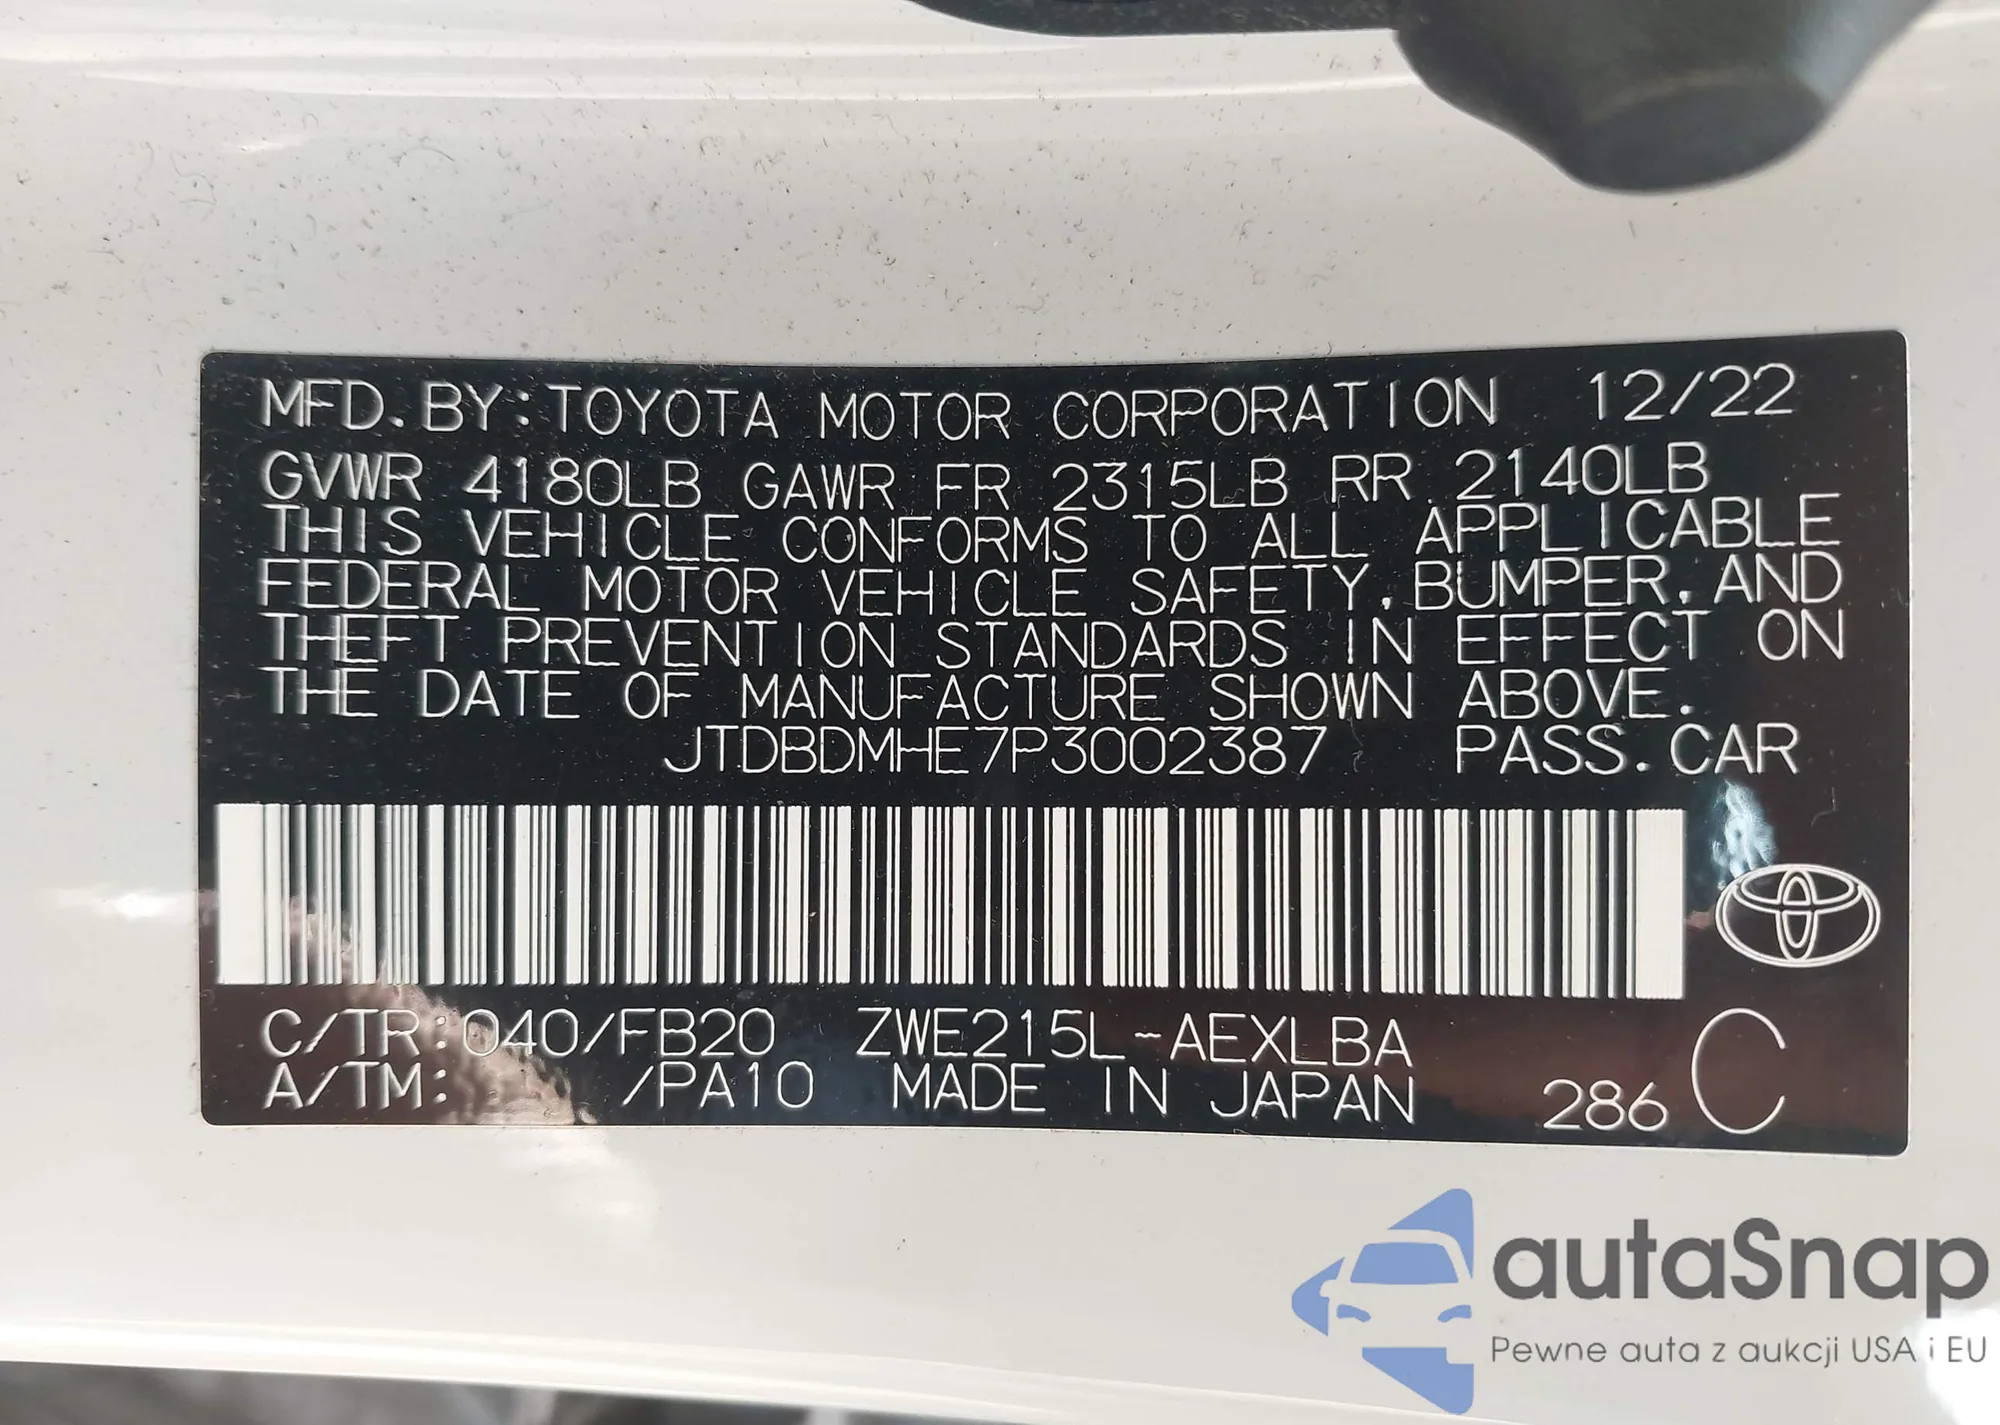 MFD. BY: TOYOTA MOTOR CORPORATION 12/22
GVWR 4180LB GAWR FR 2315LB RR 2140LB
THIS VEHICLE CONFORMS TO ALL APPLICABLE
FEDERAL MOTOR VEHICLE SAFETY, BUMPER, AND
THEFT PREVENTION STANDARDS IN EFFECT ON
THE DATE OF MANUFACTURE SHOWN ABOVE.
JTDBDMHE7P3002387 PASS. CAR
C/TR: 040/FB20 ZWE215L-AEXLBA
A/TM: /PA10 MADE IN JAPAN 286 C
autaSnap
Pewne auta z aukcji USA i EU